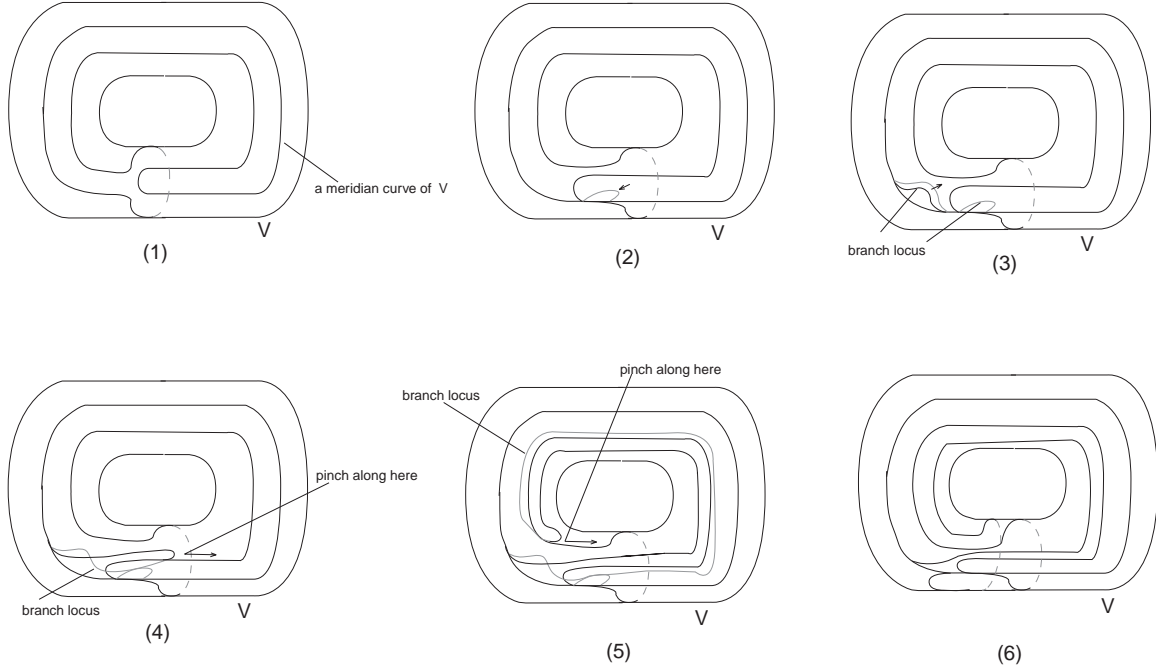 a meridian curve of V
V
(1)
V
(2)
branch locus
V
(3)
pinch along here
branch locus
V
(4)
pinch along here
branch locus
V
(5)
V
(6)